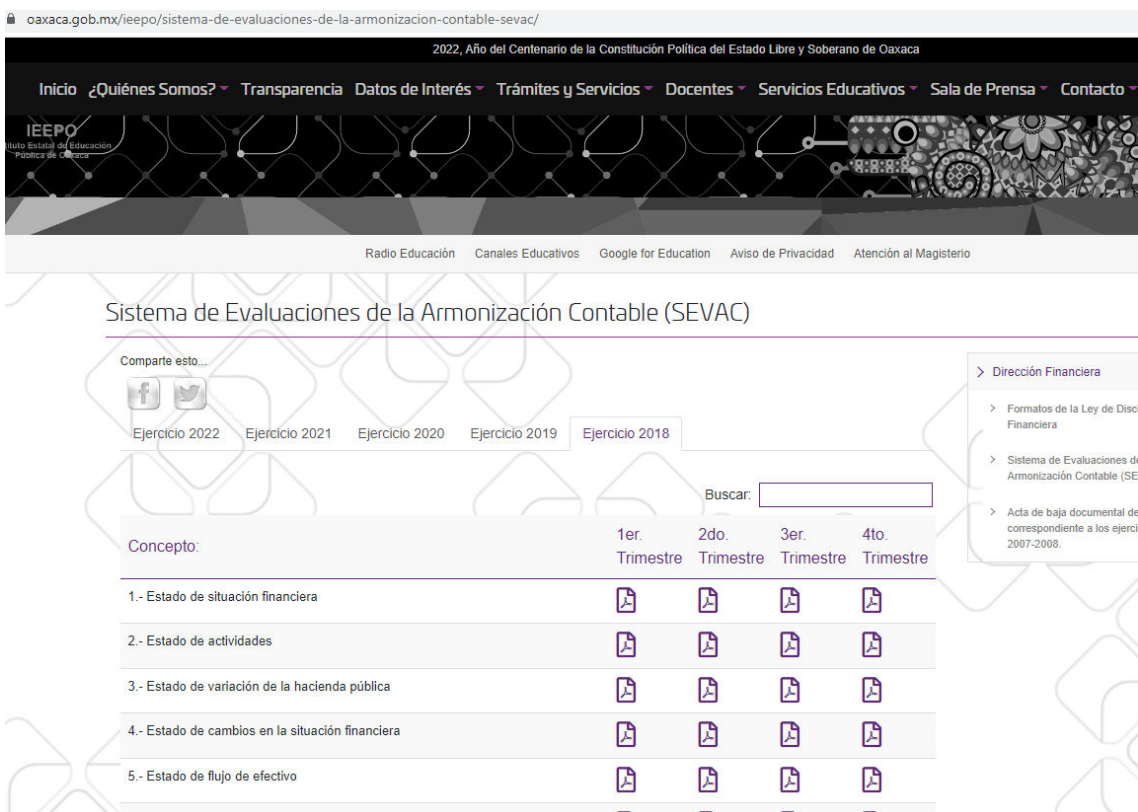 oaxaca.gob.mx/ieepo/sistema-de-evaluaciones-de-la-armonizacion-contable-sevac/
2022, Año del Centenario de la Constitución Política del Estado Libre y Soberano de Oaxaca
Inicio ¿Quiénes Somos? Transparencia Datos de Interés Trámites y Servicios Docentes Servicios Educativos Sala de Prensa Contacto
IEEPO
Estatal de Educación
Pública de Oaxaca
Radio Educación Canales Educativos Google for Education Aviso de Privacidad Atención al Magisterio
Sistema de Evaluaciones de la Armonización Contable (SEVAC)
Comparte esto...
Ejercicio 2022 Ejercicio 2021 Ejercicio 2020 Ejercicio 2019 Ejercicio 2018
Buscar:
Concepto: 1er. Trimestre 2do. Trimestre 3er. Trimestre 4to. Trimestre
1.- Estado de situación financiera
2.- Estado de actividades
3.- Estado de variación de la hacienda pública
4.- Estado de cambios en la situación financiera
5.- Estado de flujo de efectivo
Dirección Financiera
Formatos de la Ley de
Financiera
Sistema de Evaluaciones
Armonización Contable
Acta de baja documental
correspondiente a los
2007-2008.